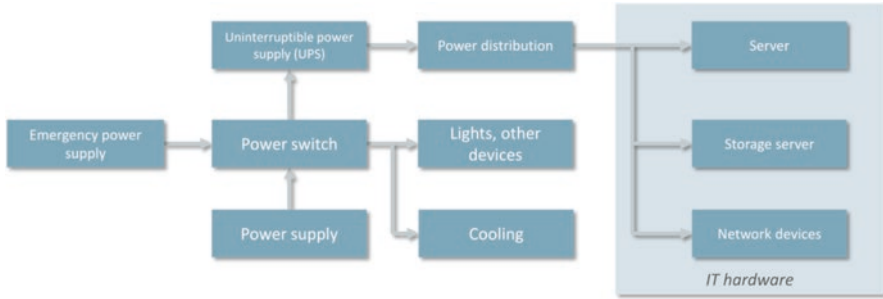 Uninterruptible power
supply (UPS)
Power distribution
Server
Emergency power
supply
Power switch
Lights, other
devices
Storage server
Power supply
Cooling
Network devices
IT hardware